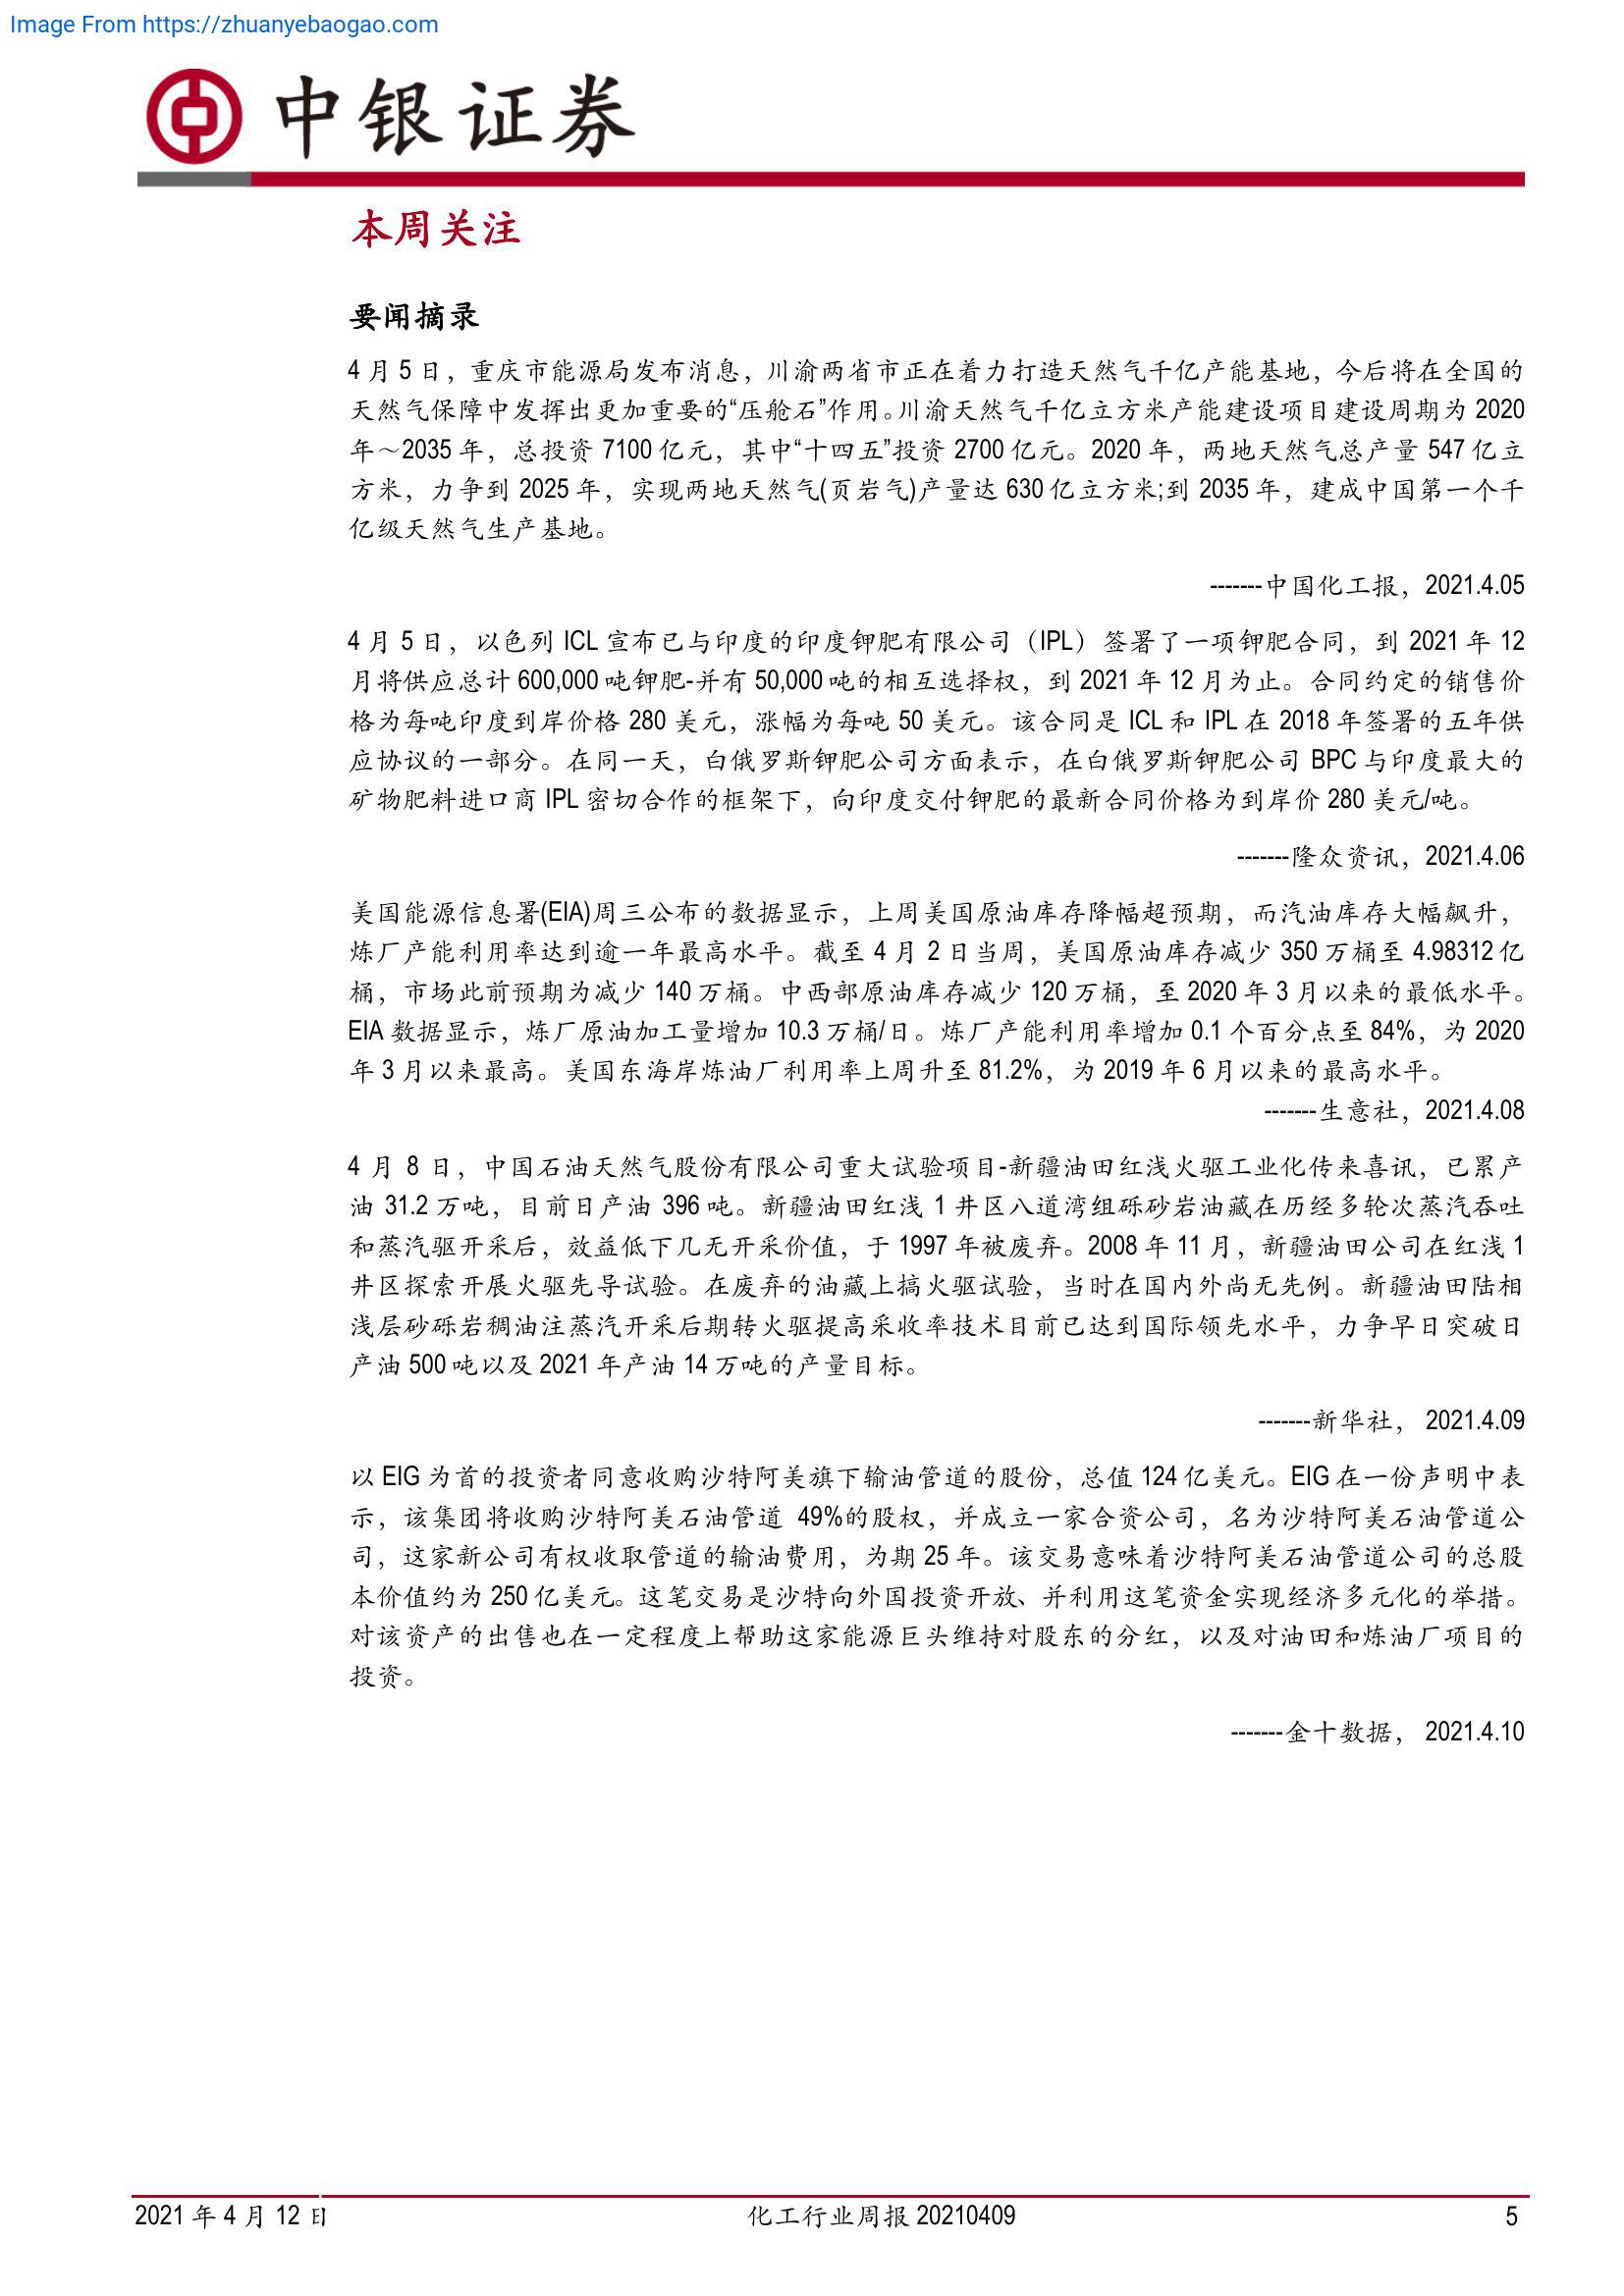 Image From https://zhuanyebaogao.com
中银证券
本周关注
要闻摘录
4 月 5 日，重庆市能源局发布消息，川渝两省市正在着力打造天然气千亿产能基地，今后将在全国的
天然气保障中发挥出更加重要的“压舱石”作用。川渝天然气千亿立方米产能建设项目建设周期为 2020
年～2035 年，总投资 7100 亿元，其中“十四五”投资 2700 亿元。2020 年，两地天然气总产量 547 亿立
方米，力争到 2025 年，实现两地天然气(页岩气)产量达 630 亿立方米;到 2035 年，建成中国第一个千
亿级天然气生产基地。
-------中国化工报，2021.4.05
4 月 5 日，以色列 ICL 宣布已与印度的印度钾肥有限公司（IPL）签署了一项钾肥合同，到 2021 年 12
月将供应总计 600,000 吨钾肥-并有 50,000 吨的相互选择权，到 2021 年 12 月为止。合同约定的销售价
格为每吨印度到岸价格 280 美元，涨幅为每吨 50 美元。该合同是 ICL 和 IPL 在 2018 年签署的五年供
应协议的一部分。在同一天，白俄罗斯钾肥公司方面表示，在白俄罗斯钾肥公司 BPC 与印度最大的
矿物肥料进口商 IPL 密切合作的框架下，向印度交付钾肥的最新合同价格为到岸价 280 美元/吨。
-------隆众资讯，2021.4.06
美国能源信息署(EIA)周三公布的数据显示，上周美国原油库存降幅超预期，而汽油库存大幅飙升，
炼厂产能利用率达到逾一年最高水平。截至 4 月 2 日当周，美国原油库存减少 350 万桶至 4.98312 亿
桶，市场此前预期为减少 140 万桶。中西部原油库存减少 120 万桶，至 2020 年 3 月以来的最低水平。
EIA 数据显示，炼厂原油加工量增加 10.3 万桶/日。炼厂产能利用率增加 0.1 个百分点至 84%，为 2020
年 3 月以来最高。美国东海岸炼油厂利用率上周升至 81.2%，为 2019 年 6 月以来的最高水平。
-------生意社，2021.4.08
4 月 8 日，中国石油天然气股份有限公司重大试验项目-新疆油田红浅火驱工业化传来喜讯，已累产
油 31.2 万吨，目前日产油 396 吨。新疆油田红浅 1 井区八道湾组砾砂岩油藏在历经多轮次蒸汽吞吐
和蒸汽驱开采后，效益低下几无开采价值，于 1997 年被废弃。2008 年 11 月，新疆油田公司在红浅 1
井区探索开展火驱先导试验。在废弃的油藏上搞火驱试验，当时在国内外尚无先例。新疆油田陆相
浅层砂砾岩稠油注蒸汽开采后期转火驱提高采收率技术目前已达到国际领先水平，力争早日突破日
产油 500 吨以及 2021 年产油 14 万吨的产量目标。
-------新华社， 2021.4.09
以 EIG 为首的投资者同意收购沙特阿美旗下输油管道的股份，总值 124 亿美元。EIG 在一份声明中表
示，该集团将收购沙特阿美石油管道 49%的股权，并成立一家合资公司，名为沙特阿美石油管道公
司，这家新公司有权收取管道的输油费用，为期 25 年。该交易意味着沙特阿美石油管道公司的总股
本价值约为 250 亿美元。这笔交易是沙特向外国投资开放、并利用这笔资金实现经济多元化的举措。
对该资产的出售也在一定程度上帮助这家能源巨头维持对股东的分红，以及对油田和炼油厂项目的
投资。
-------金十数据， 2021.4.10
2021 年 4 月 12 日
化工行业周报 20210409
5